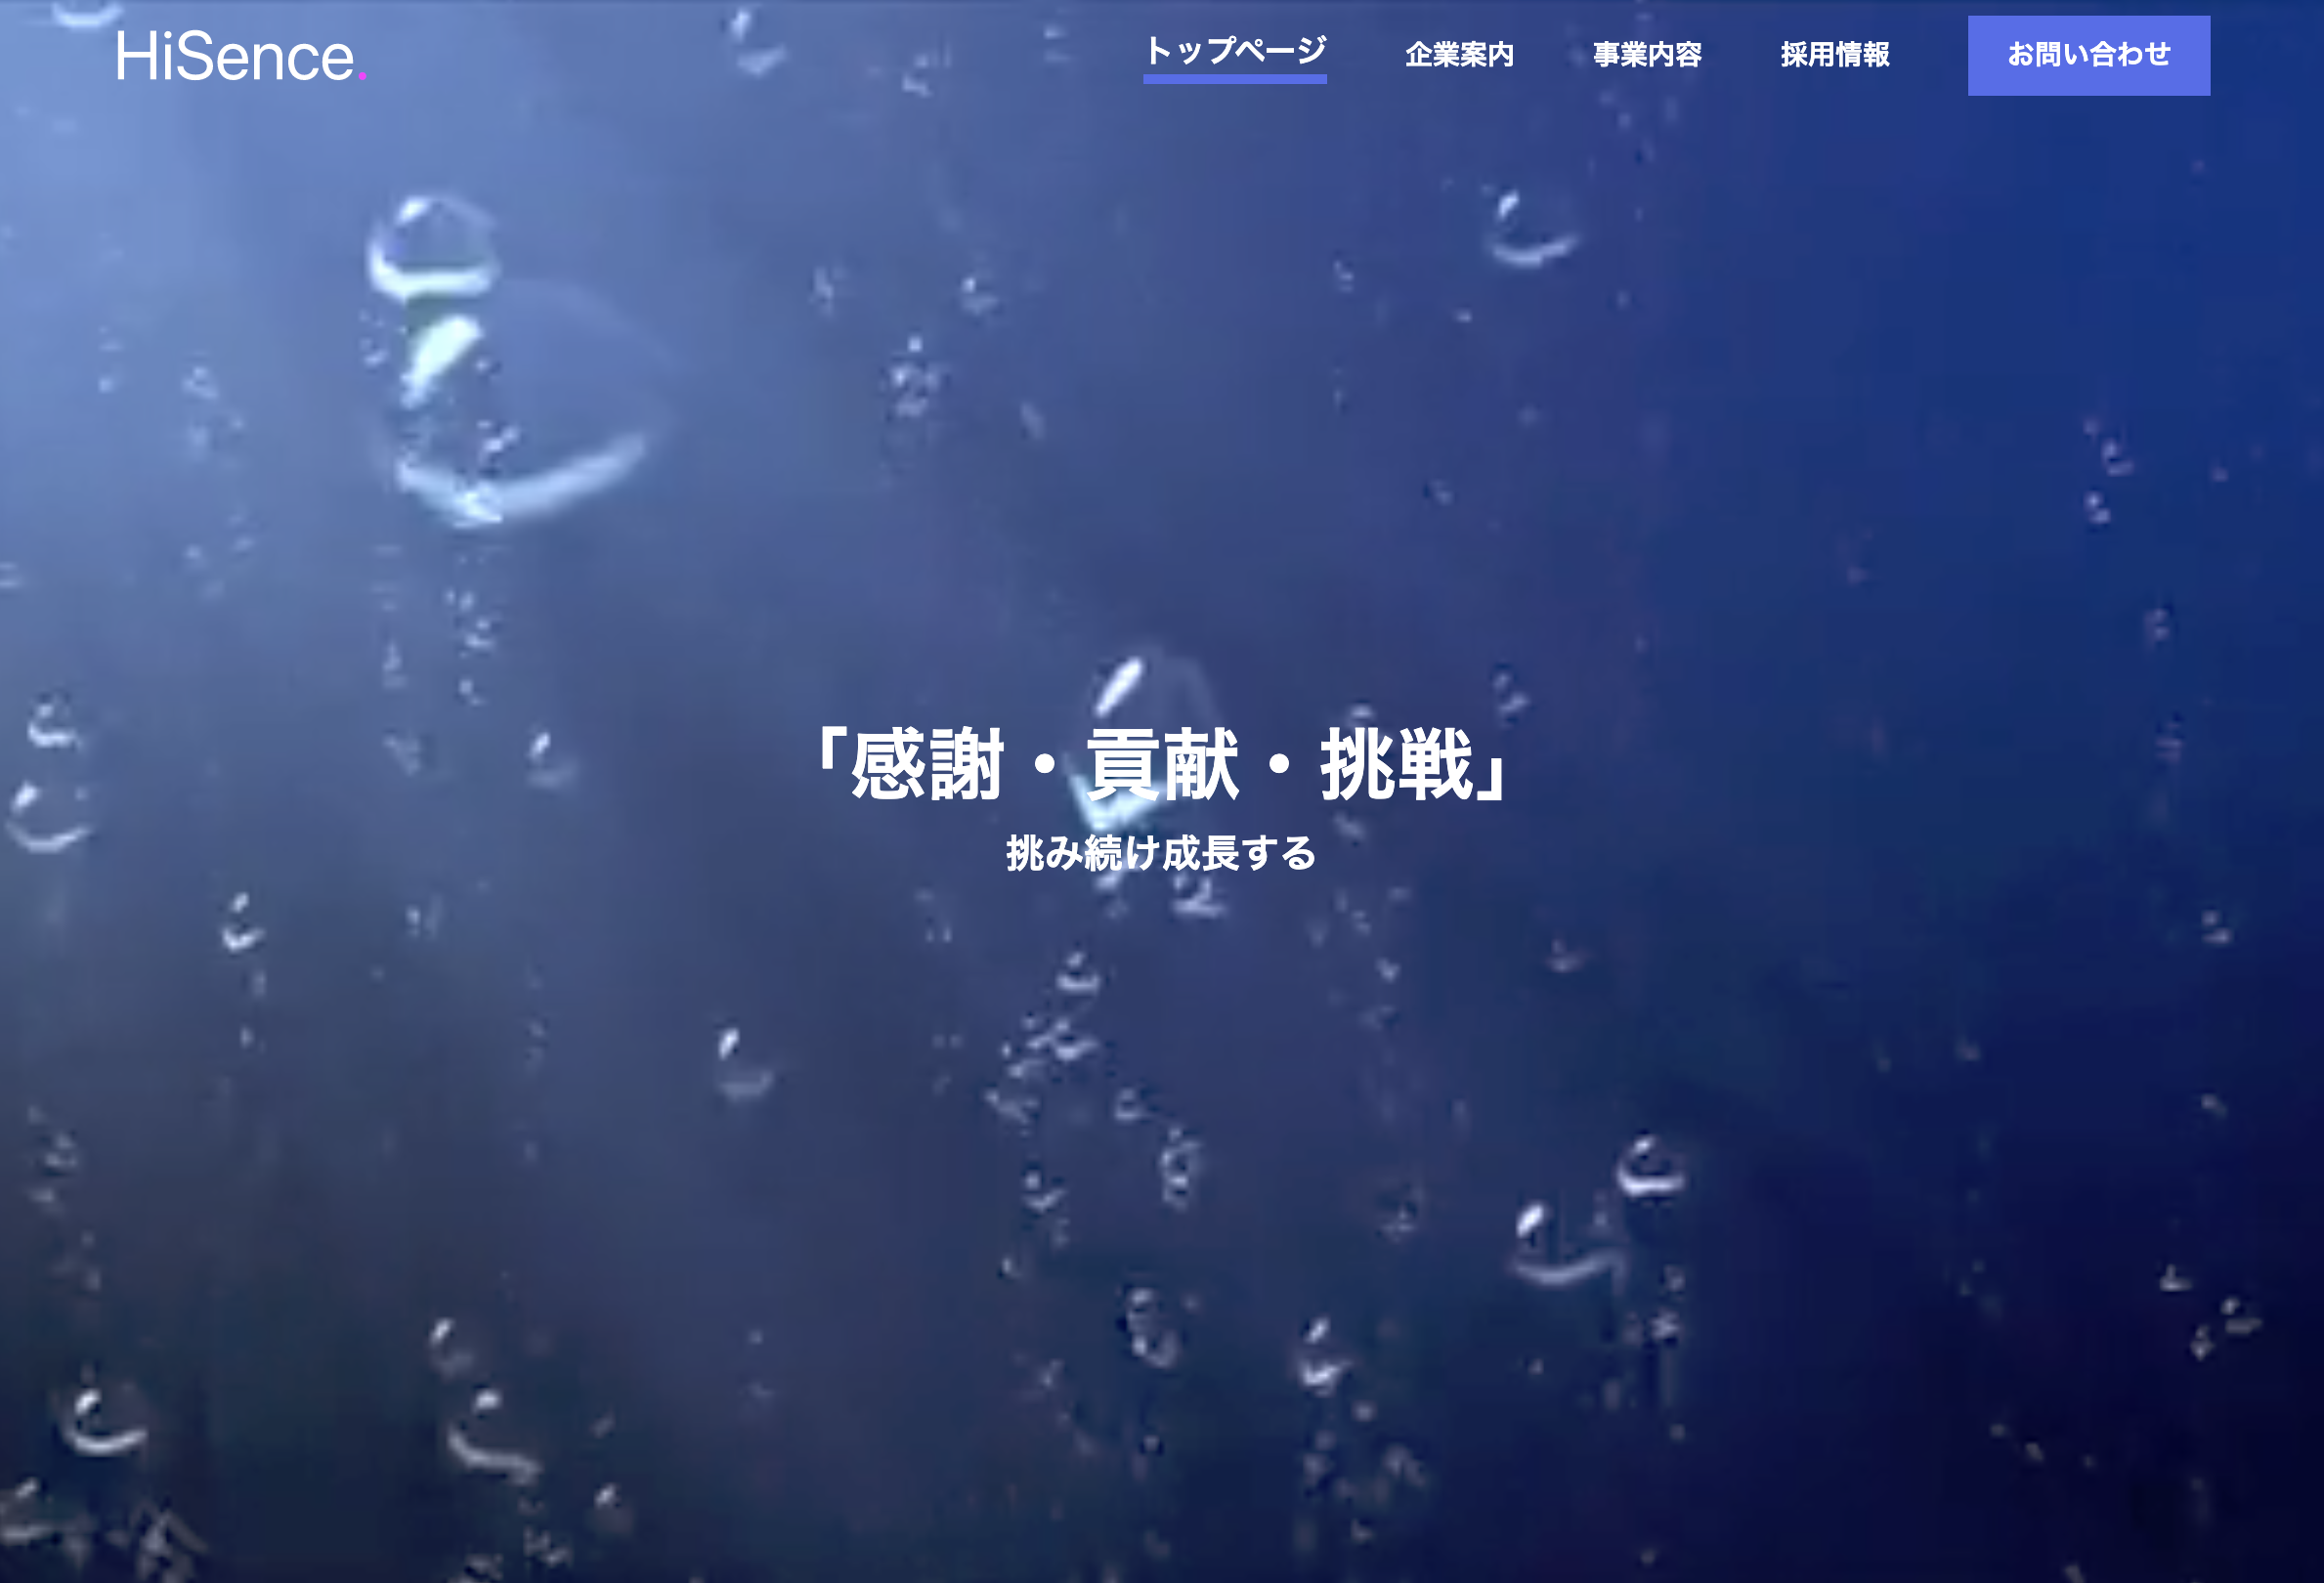 HiSence.
トップページ
企業案内
事業内容
採用情報
お問い合わせ
「感謝・貢献・挑戦」
挑み続け成長する